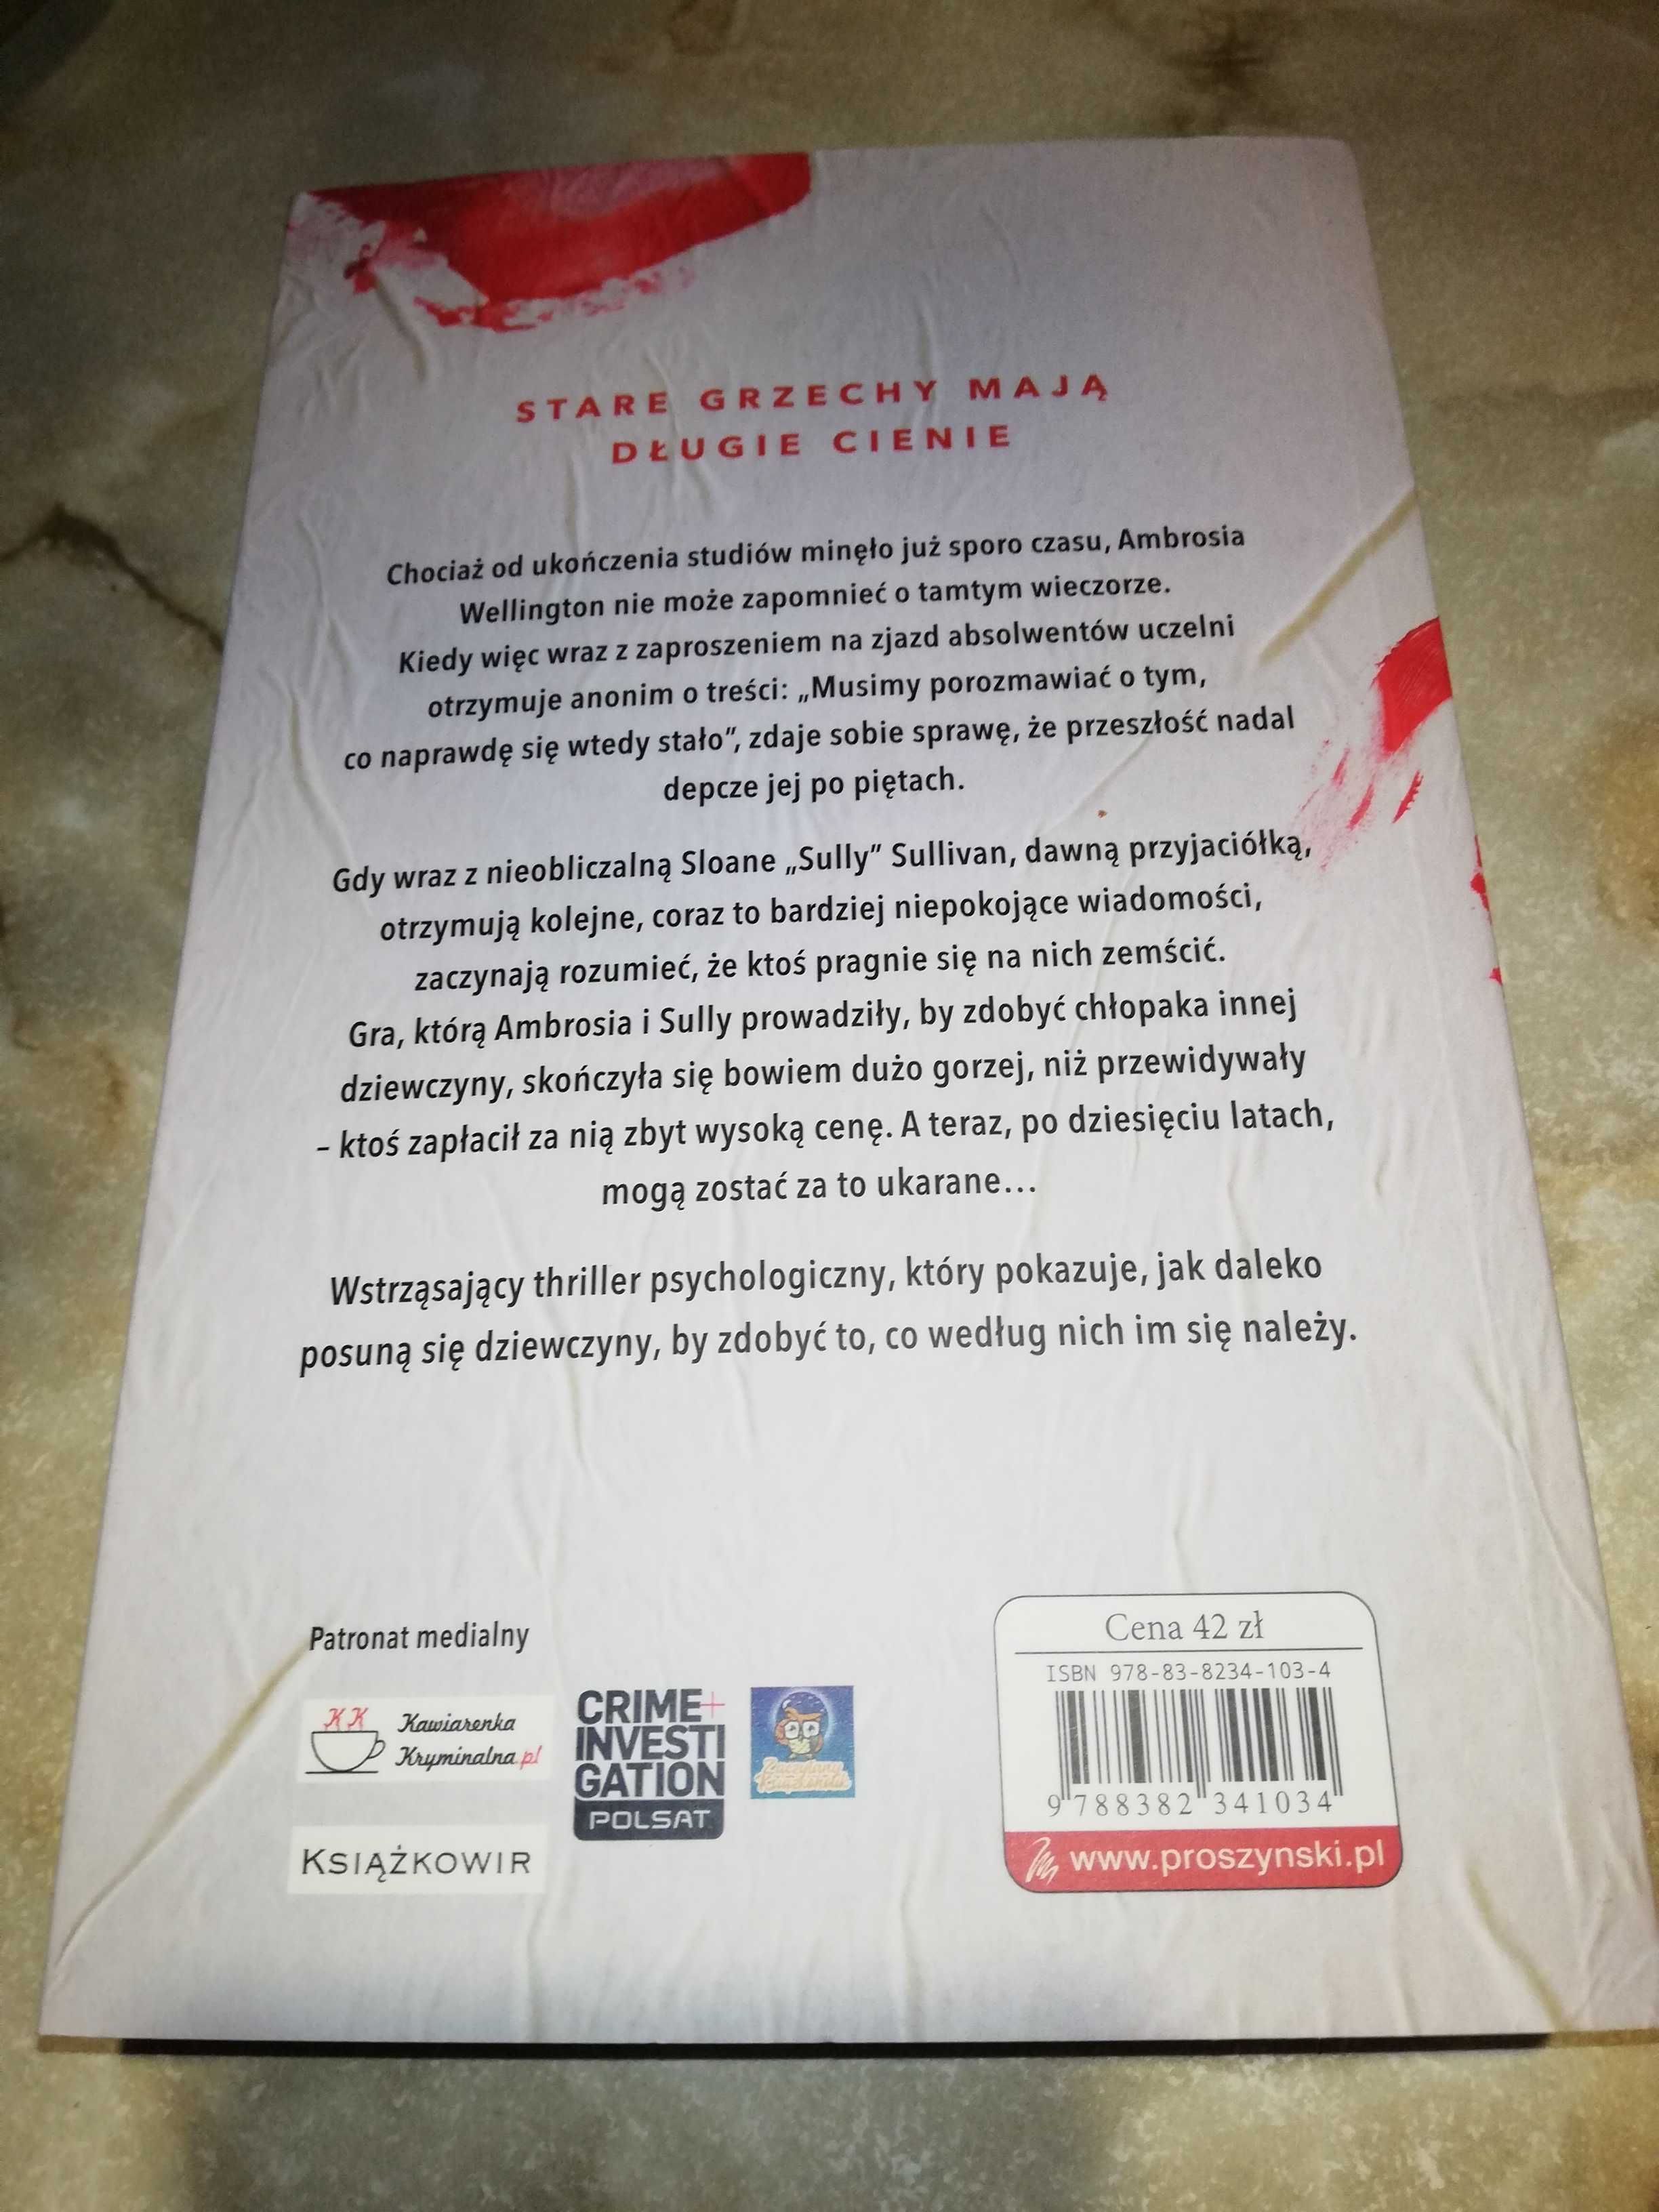 STARE GRZECHY MAJĄ
DŁUGIE CIENIE
Chociaż od ukończenia studiów minęło już sporo czasu, Ambrosia
Wellington nie może zapomnieć o tamtym wieczorze.
Kiedy więc wraz z zaproszeniem na zjazd absolwentów uczelni
otrzymuje anonim o treści: „Musimy porozmawiać o tym,
co naprawdę się wtedy stało”, zdaje sobie sprawę, że przeszłość nadal
depcze jej po piętach.
Gdy wraz z nieobliczalną Sloane „Sully” Sullivan, dawną przyjaciółką,
otrzymują kolejne, coraz to bardziej niepokojące wiadomości,
zaczynają rozumieć, że ktoś pragnie się na nich zemścić.
Gra, którą Ambrosia i Sully prowadziły, by zdobyć chłopaka innej
dziewczyny, skończyła się bowiem dużo gorzej, niż przewidywały
– ktoś zapłacił za nią zbyt wysoką cenę. A teraz, po dziesięciu latach,
mogą zostać za to ukarane...
Wstrząsający thriller psychologiczny, który pokazuje, jak daleko
posuną się dziewczyny, by zdobyć to, co według nich im się należy.
Patronat medialny
KK Kawiarenka
Kryminalna.pl
CRIME+
INVESTI
GATION
POLSAT
KSIĄŻKOWIR
Cena 42 zł
ISBN 978-83-8234-103-4
9 788382 341034
www.proszynski.pl